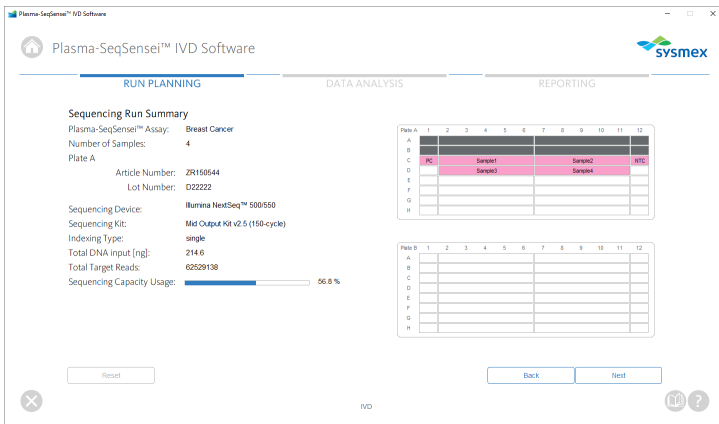 Plasma-SeqSensei™ IVD Software
Plasma-SeqSensei™ IVD Software
sysmex
RUN PLANNING
DATA ANALYSIS
REPORTING
Sequencing Run Summary
Plasma-SeqSensei™ Assay: Breast Cancer
Number of Samples: 4
Plate A
Article Number: ZR150544
Lot Number: D22222
Sequencing Device: Illumina NextSeq™ 500/550
Sequencing Kit: Mid Output Kit v2.5 (150-cycle)
Indexing Type: single
Total DNA input [ng]: 214.6
Total Target Reads: 62529138
Sequencing Capacity Usage: 56.8 %
Plate A 1 2 3 4 5 6 7 8 9 10 11 12
A
B
C PC Sample1 Sample2 NTC
D Sample3 Sample4
E
F
G
H
Plate B 1 2 3 4 5 6 7 8 9 10 11 12
A
B
C
D
E
F
G
H
Reset
Back
Next
IVD
?